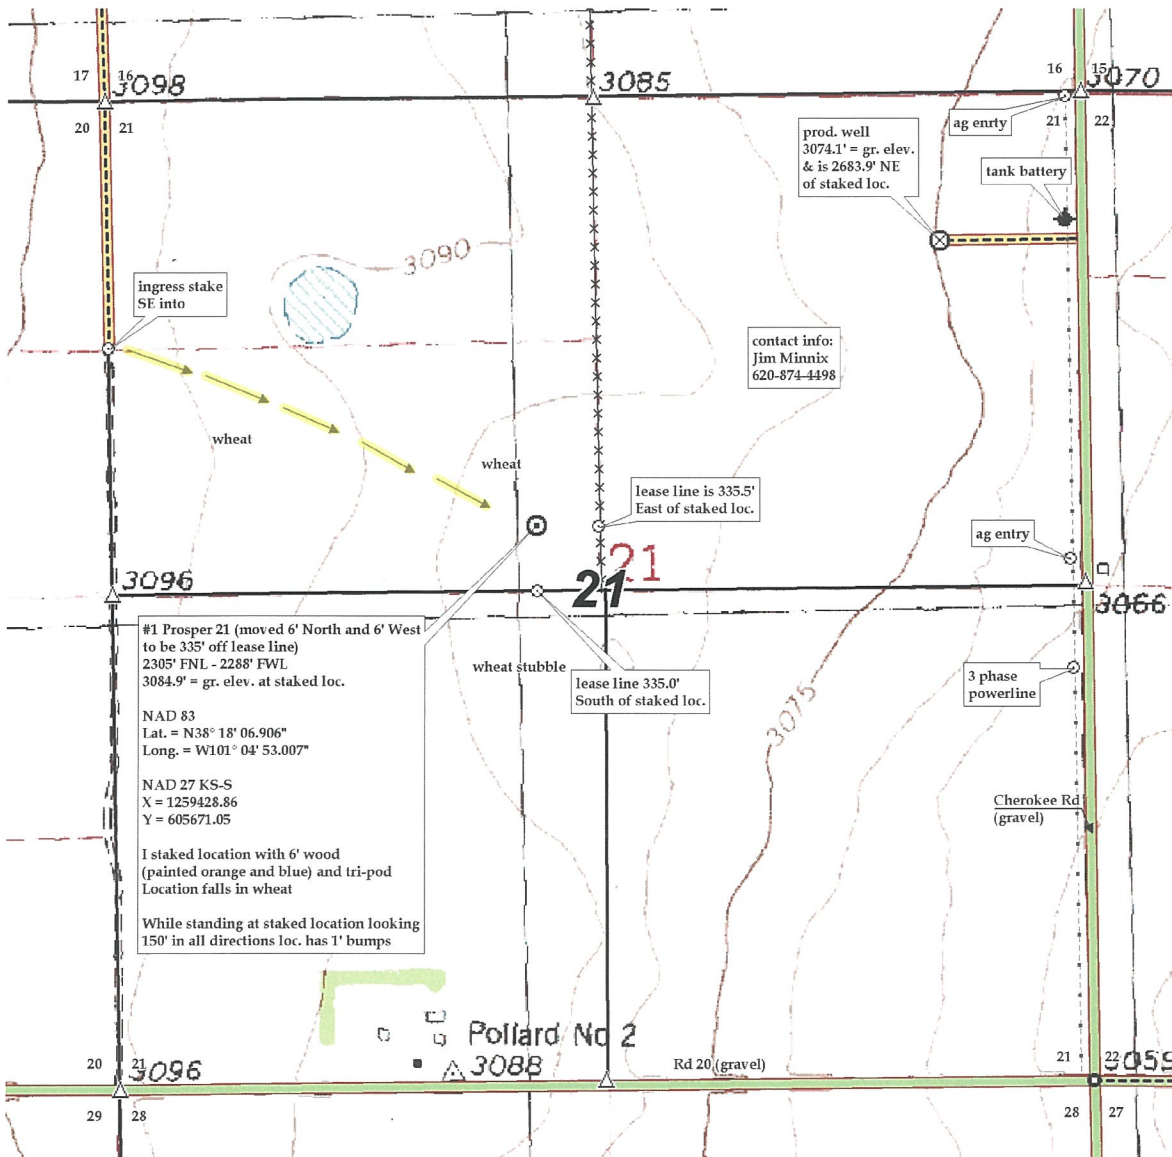 17
16
3098
3085
16
15
3070
20
21
21
22
ag enrty
prod. well
3074.1' = gr. elev.
& is 2683.9' NE
of staked loc.
tank battery
3090
ingress stake
SE into
contact info:
Jim Minnix
620-874-4498
wheat
wheat
lease line is 335.5'
East of staked loc.
ag entry
21
21
3096
3066
#1 Prosper 21 (moved 6' North and 6' West
to be 335' off lease line)
2305' FNL - 2288' FWL
3084.9' = gr. elev. at staked loc.
NAD 83
Lat. = N38° 18' 06.906"
Long. = W101° 04' 53.007"
NAD 27 KS-S
X = 1259428.86
Y = 605671.05
I staked location with 6' wood
(painted orange and blue) and tri-pod
Location falls in wheat
While standing at staked location looking
150' in all directions loc. has 1' bumps
wheat stubble
lease line 335.0'
South of staked loc.
3 phase
powerline
3075
Cherokee Rd
(gravel)
Pollard No 2
3088
Rd 20 (gravel)
20
21
3096
21
22
3059
29
28
28
27